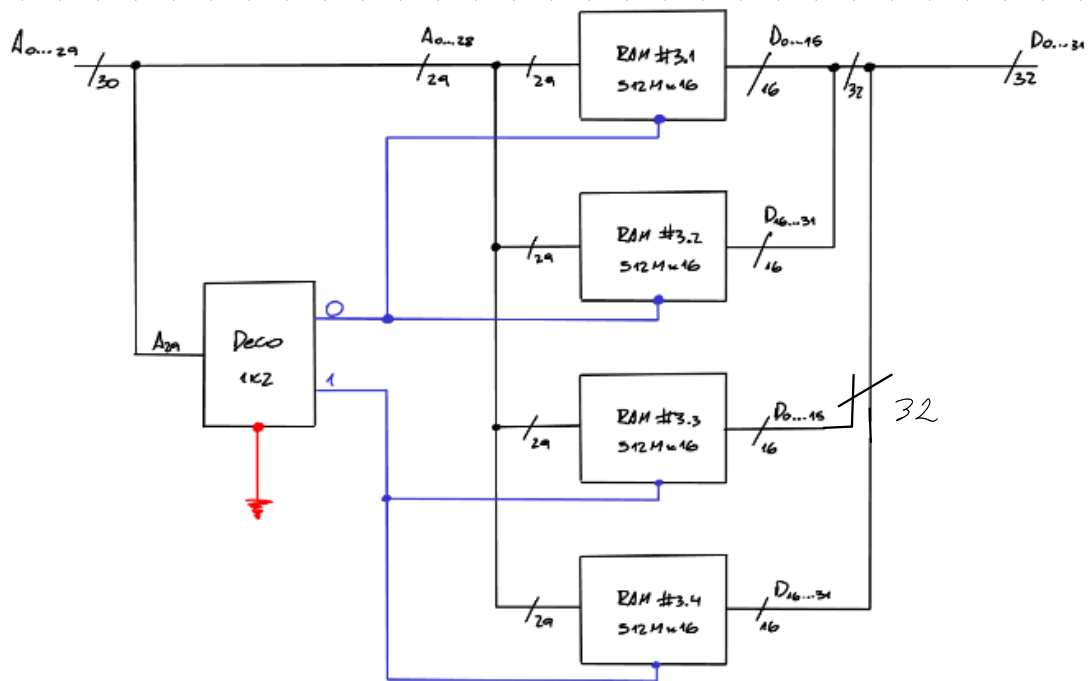 A0...29
30
A0...28
29
29
RAM #3.1
512M x 16
D0...15
16
32
D0...31
32
29
RAM #3.2
512M x 16
D16...31
16
A29
Deco
1x2
0
1
29
RAM #3.3
512M x 16
D0...15
16
32
29
RAM #3.4
512M x 16
D16...31
16